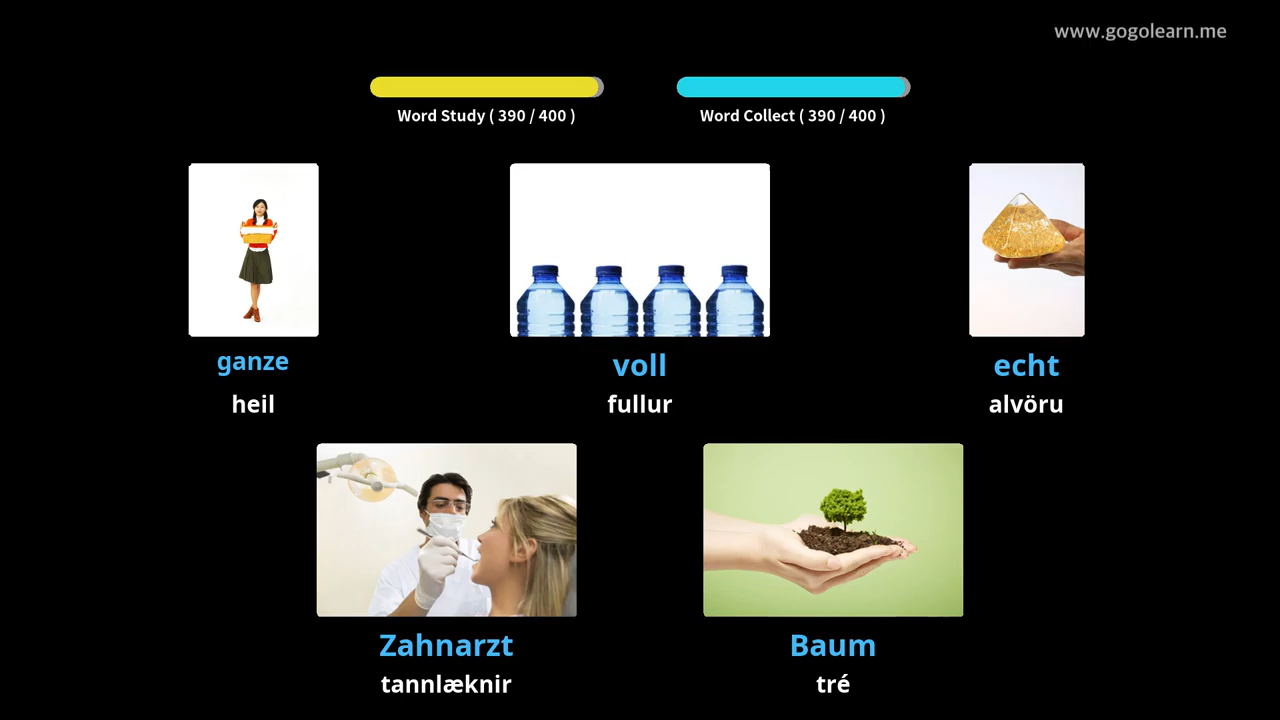 www.gogolearn.me
Word Study ( 390 / 400 )
Word Collect ( 390 / 400 )
ganze
heil
voll
fullur
echt
alvöru
Zahnarzt
tannlæknir
Baum
tré